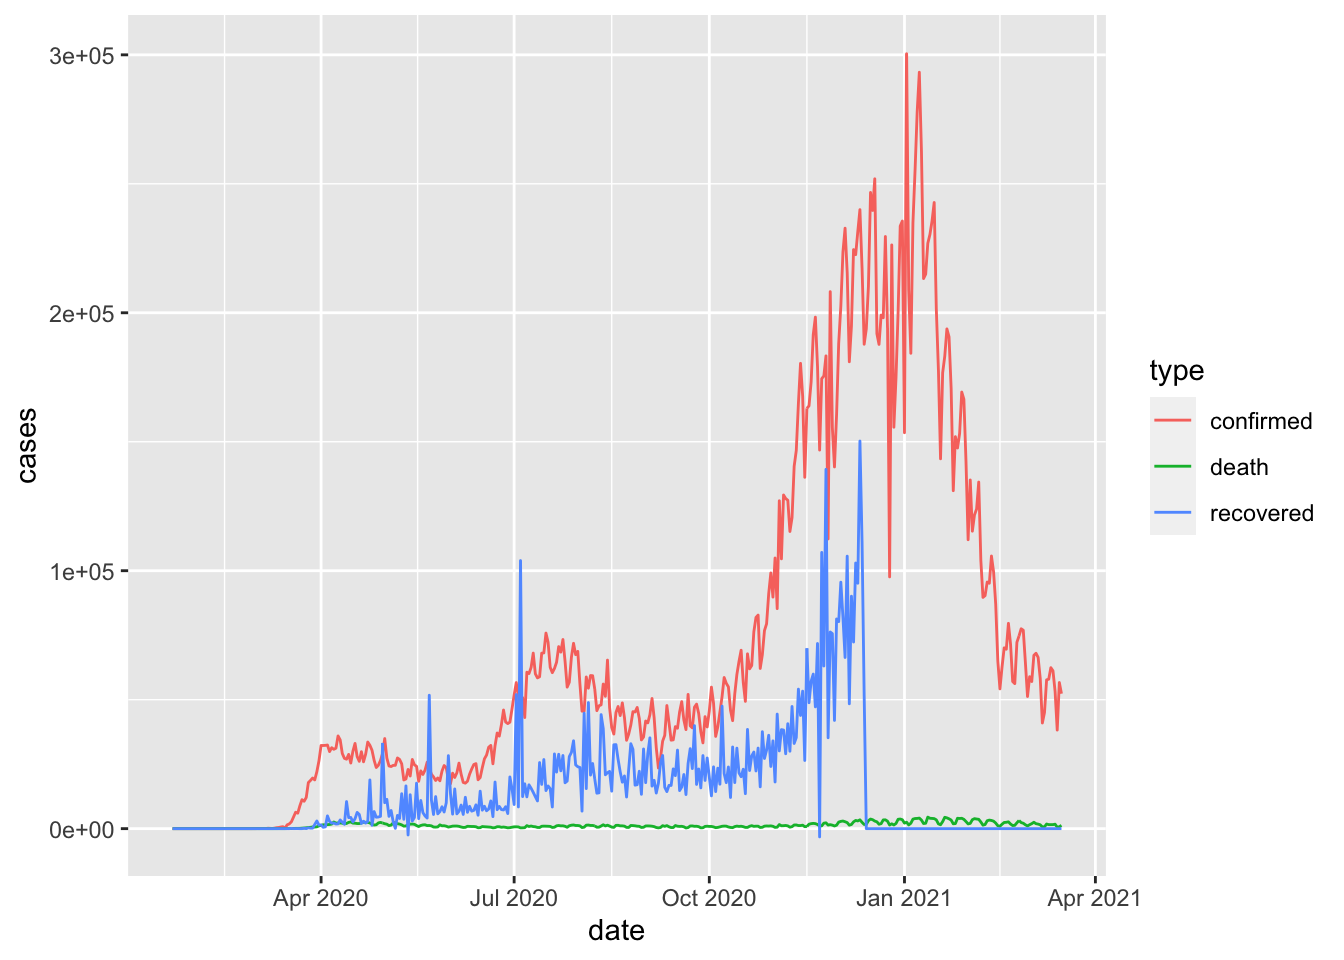 3e+05
2e+05
1e+05
0e+00
cases
Apr 2020
Jul 2020
Oct 2020
Jan 2021
Apr 2021
date
type
confirmed
death
recovered